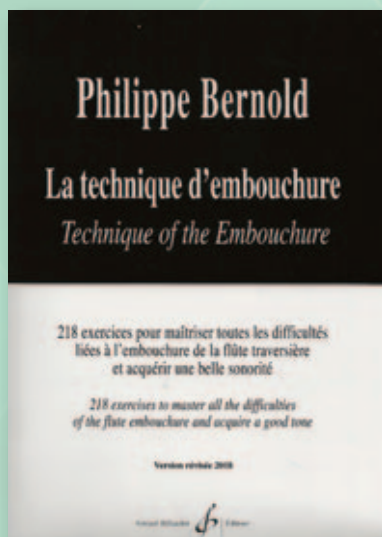 Philippe Bernold
La technique d'embouchure
Technique of the Embouchure
218 exercices pour maîtriser toutes les difficultés
liées à l'embouchure de la flûte traversière
et acquérir une belle sonorité
218 exercises to master all the difficulties
of the flute embouchure and acquire a good tone
Version révisée 2018
Gérard Billaudot Éditeur